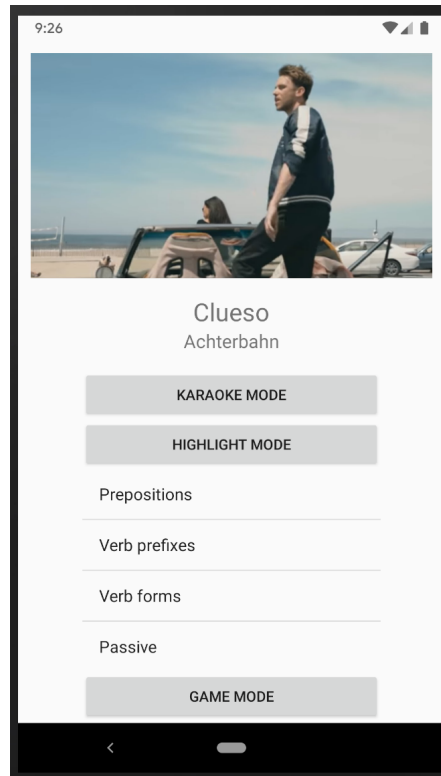 9:26
Clueso
Achterbahn
KARAOKE MODE
HIGHLIGHT MODE
Prepositions
Verb prefixes
Verb forms
Passive
GAME MODE